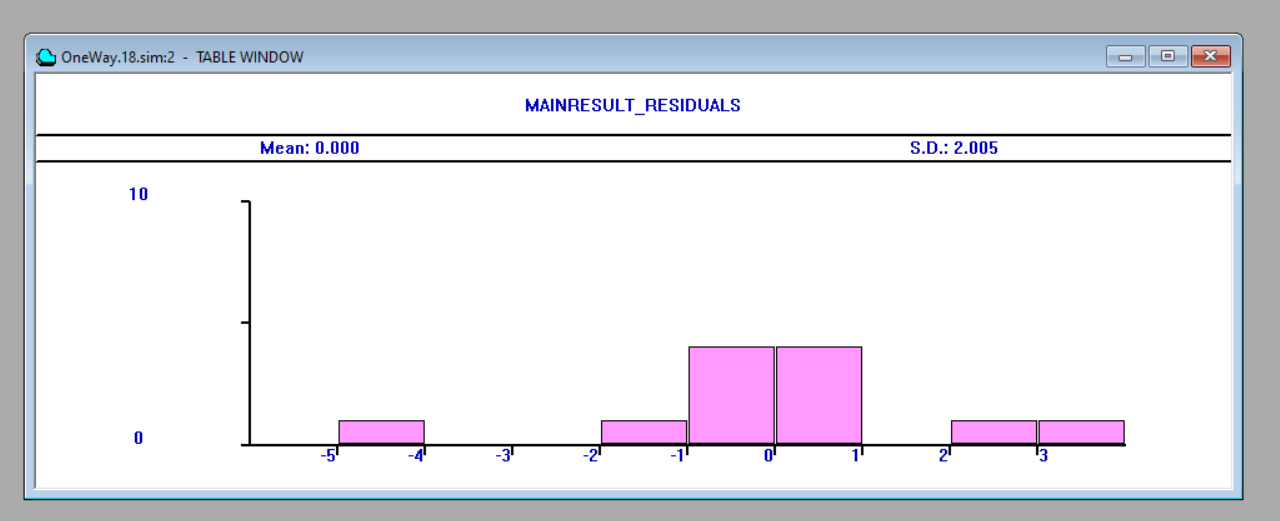 OneWay.18.sim:2 - TABLE WINDOW
MAINRESULT_RESIDUALS
Mean: 0.000 S.D.: 2.005
10
0
-5 -4 -3 -2 -1 0 1 2 3